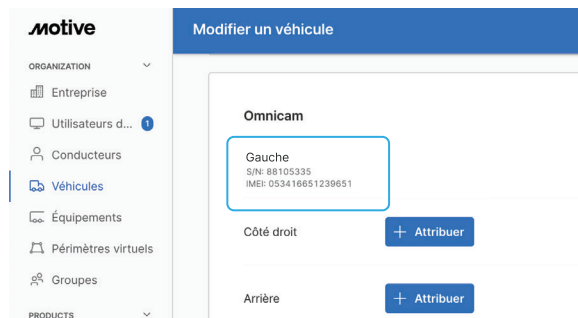 motive
Modifier un véhicule
ORGANIZATION
Entreprise
Utilisateurs d... 1
Conducteurs
Véhicules
Équipements
Périmètres virtuels
Groupes
PRODUCTS
Omnicam
Gauche
S/N: 88105335
IMEI: 053416651239651
Côté droit + Attribuer
Arrière + Attribuer